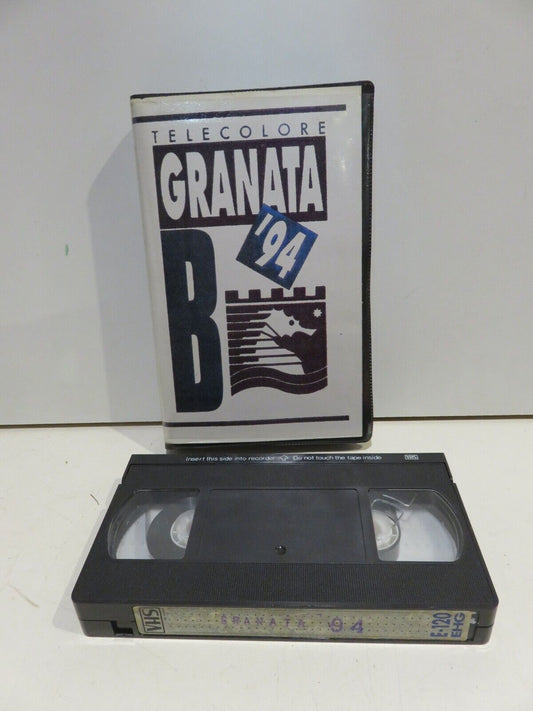 TELECOLORE
GRANATA
'94
B
Insert this side into recorder Do not touch the tape inside VHS
VHS
GRANATA 94
E-120
EHG